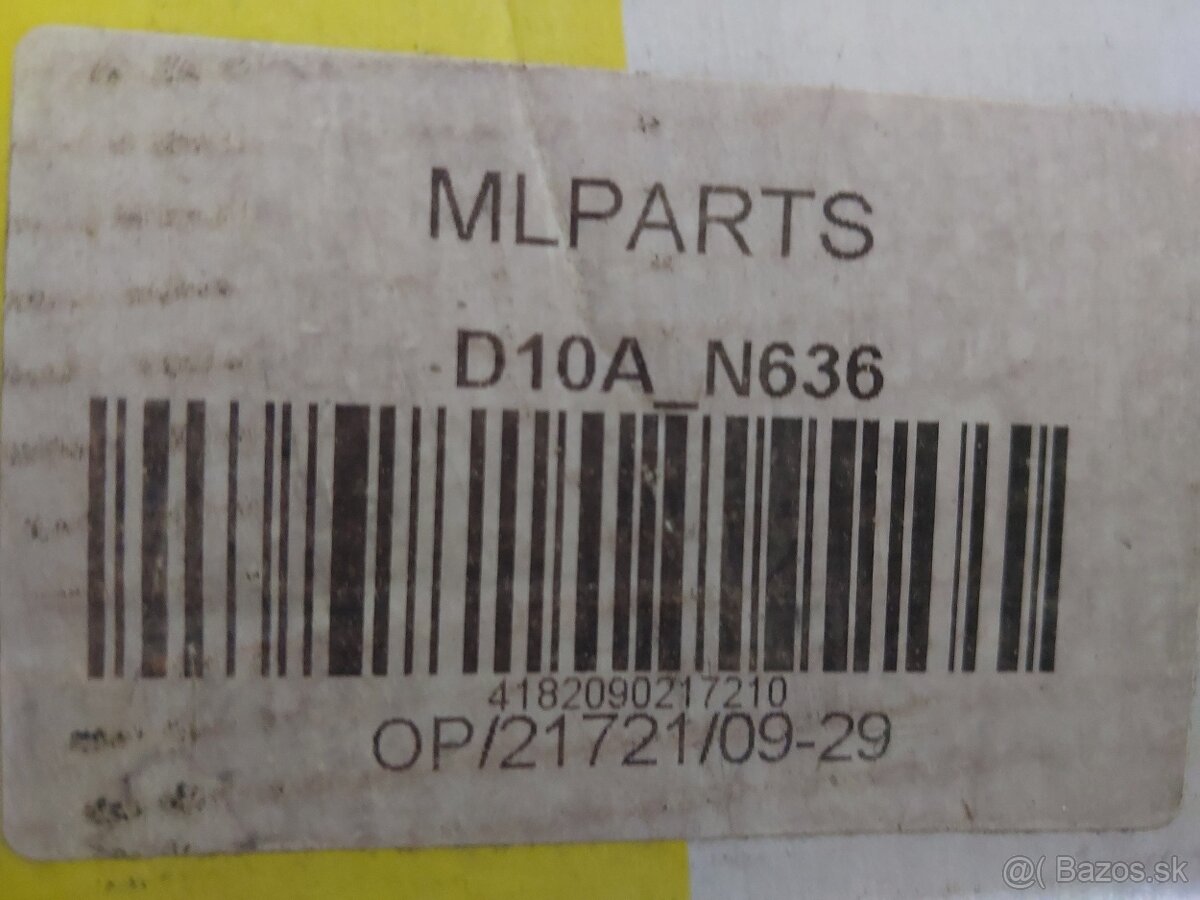 MLPARTS
D10A_N636
4182090217210
OP/21721/09-29
@( Bazos.sk